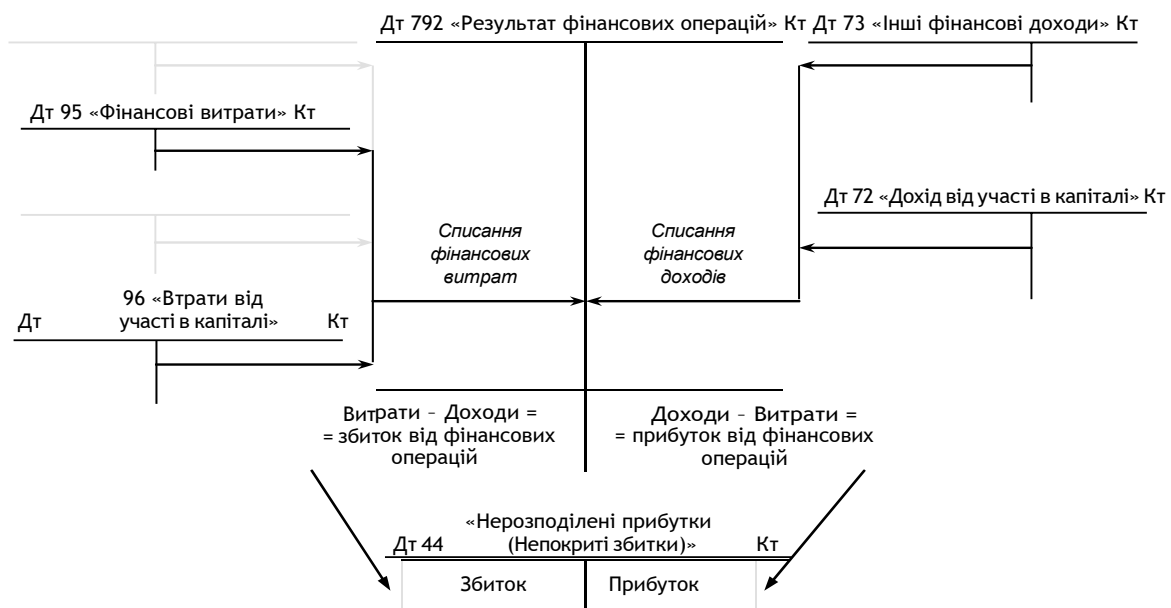 Дт 792 «Результат фінансових операцій» Кт
Дт 73 «Інші фінансові доходи» Кт
Дт 95 «Фінансові витрати» Кт
Дт 72 «Дохід від участі в капіталі» Кт
Списання
фінансових
витрат
Списання
фінансових
доходів
96 «Втрати від
Дт участі в капіталі» Кт
Витрати – Доходи =
= збиток від фінансових
операцій
Доходи – Витрати =
= прибуток від фінансових
операцій
«Нерозподілені прибутки
Дт 44 (Непокриті збитки)» Кт
Збиток
Прибуток